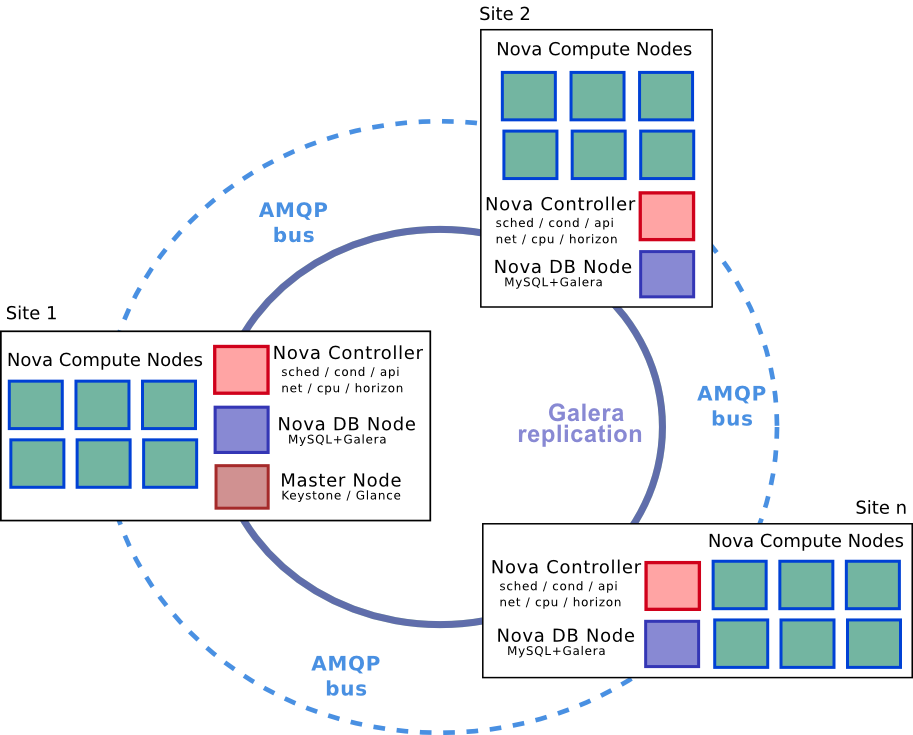 Site 2
Nova Compute Nodes
Nova Controller
sched / cond / api
net / cpu / horizon
Nova DB Node
MySQL+Galera
AMQP
bus
Site 1
Nova Compute Nodes
Nova Controller
sched / cond / api
net / cpu / horizon
Nova DB Node
MySQL+Galera
Master Node
Keystone / Glance
Galera
replication
AMQP
bus
Site n
Nova Compute Nodes
Nova Controller
sched / cond / api
net / cpu / horizon
Nova DB Node
MySQL+Galera
AMQP
bus